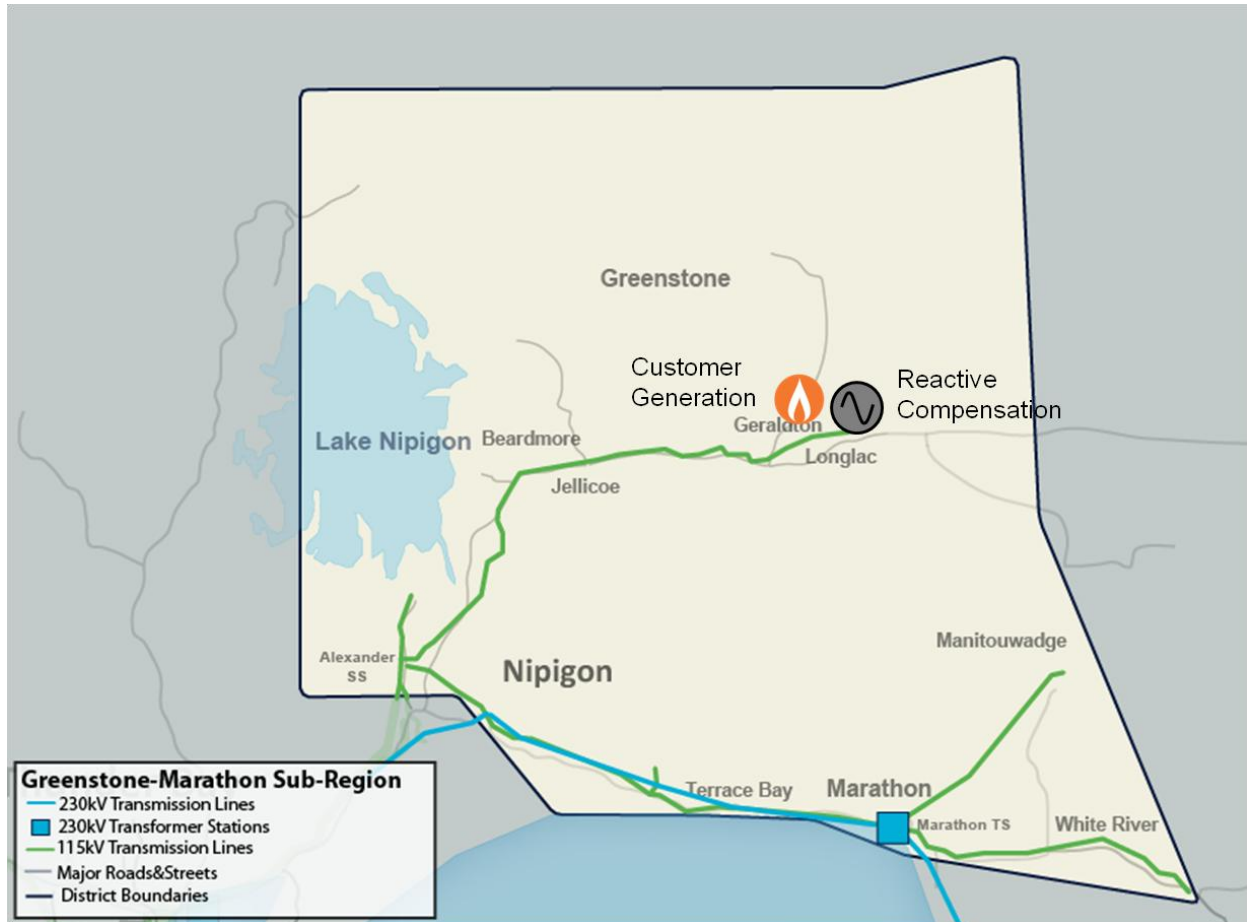 Greenstone
Customer
Generation
Reactive
Compensation
Geraldton
Lake Nipigon
Beardmore
Longlac
Jellicoe
Manitouwadge
Alexander
SS
Nipigon
Terrace Bay
Marathon
Marathon TS
White River
Greenstone-Marathon Sub-Region
230kV Transmission Lines
230kV Transformer Stations
115kV Transmission Lines
Major Roads&Streets
District Boundaries